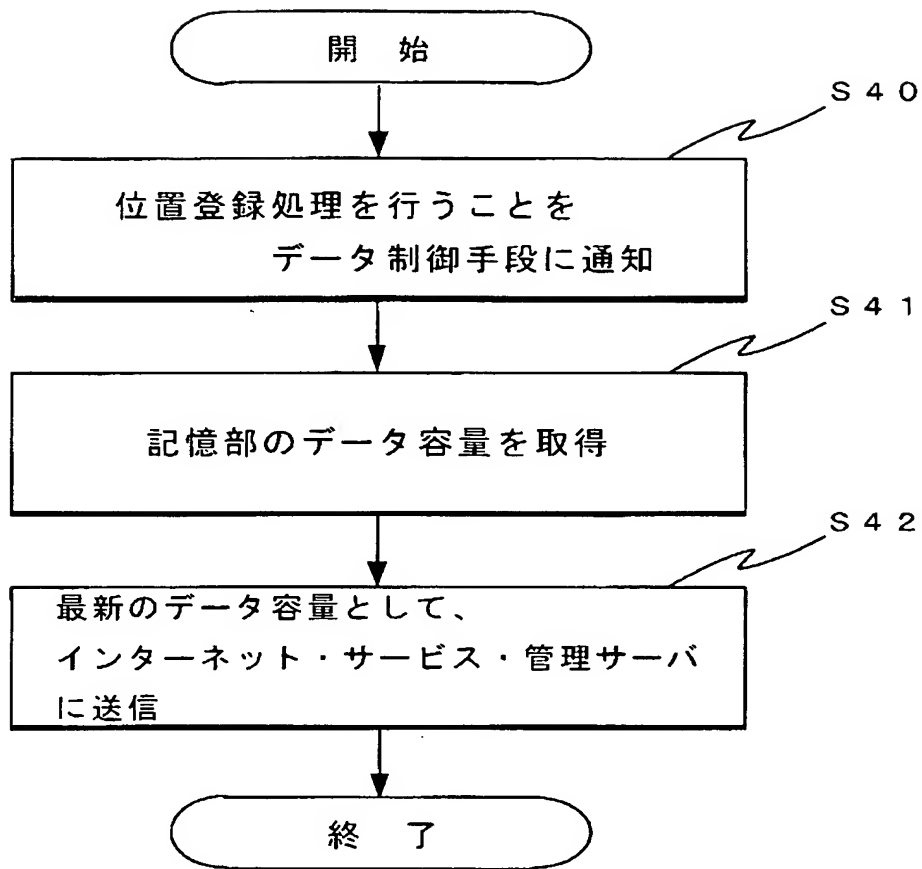 開 始
S40
位置登録処理を行うことを
データ制御手段に通知
S41
記憶部のデータ容量を取得
S42
最新のデータ容量として、
インターネット・サービス・管理サーバ
に送信
終 了